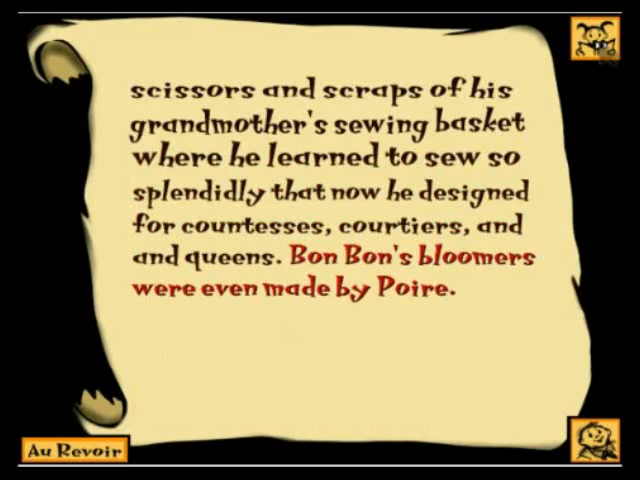 scissors and scraps of his
grandmother's sewing basket
where he learned to sew so
splendidly that now he designed
for countesses, courtiers, and
and queens. Bon Bon's bloomers
were even made by Poire.
Au Revoir